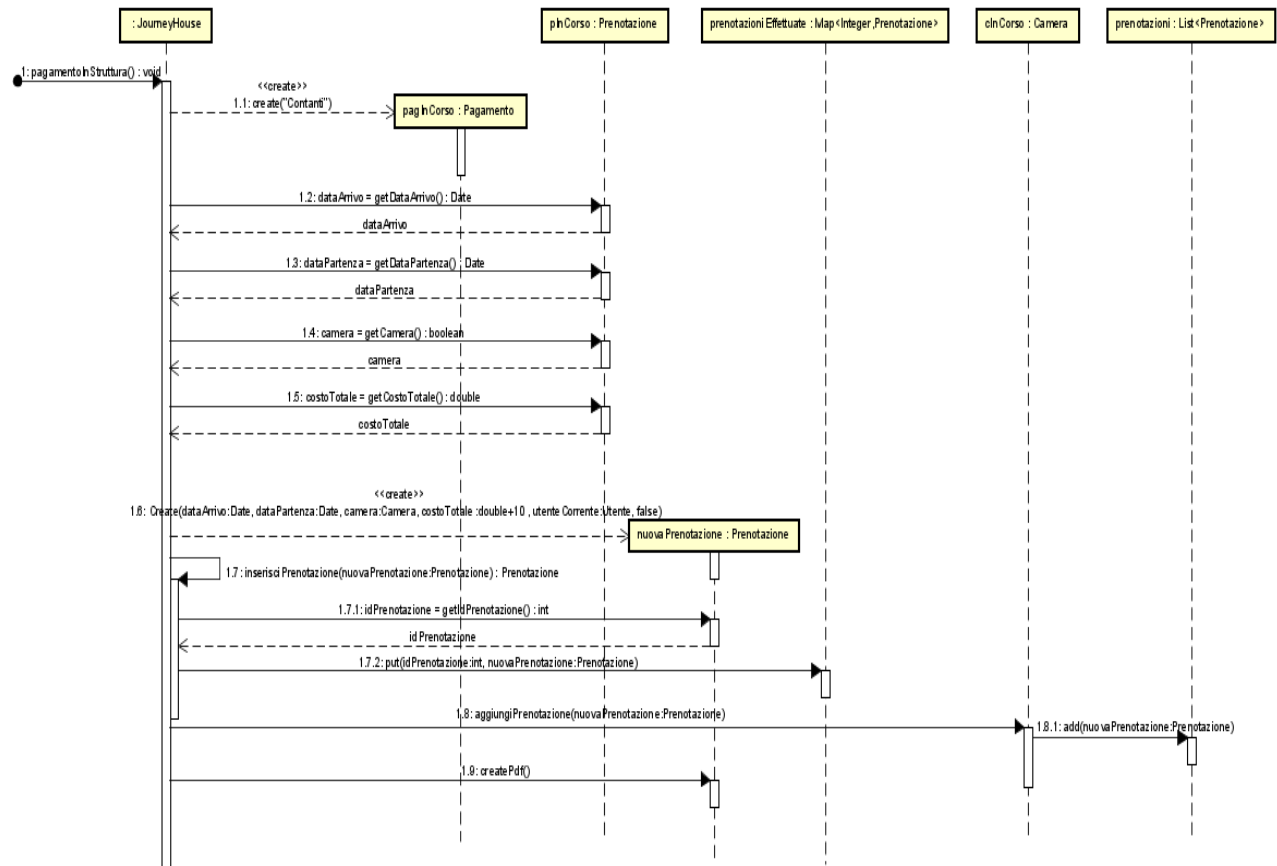 : JourneyHouse
pInCorso : Prenotazione
prenotazioniEffettuate : Map<Integer,Prenotazione>
cInCorso : Camera
prenotazioni : List<Prenotazione>
1: pagamentoInStruttura() : void
<<create>>
1.1: create("Contanti")
pagInCorso : Pagamento
1.2: dataArrivo = getDataArrivo() : Date
dataArrivo
1.3: dataPartenza = getDataPartenza() : Date
dataPartenza
1.4: camera = getCamera() : boolean
camera
1.5: costoTotale = getCostoTotale() : double
costoTotale
<<create>>
1.6: Create(dataArrivo:Date, dataPartenza:Date, camera:Camera, costoTotale :double+10 , utenteCorrente:Utente, false)
nuovaPrenotazione : Prenotazione
1.7: inserisciPrenotazione(nuovaPrenotazione:Prenotazione) : Prenotazione
1.7.1: idPrenotazione = getIdPrenotazione() : int
idPrenotazione
1.7.2: put(idPrenotazione:int, nuovaPrenotazione:Prenotazione)
1.8: aggiungiPrenotazione(nuovaPrenotazione:Prenotazione)
1.8.1: add(nuovaPrenotazione:Prenotazione)
1.9: createPdf()